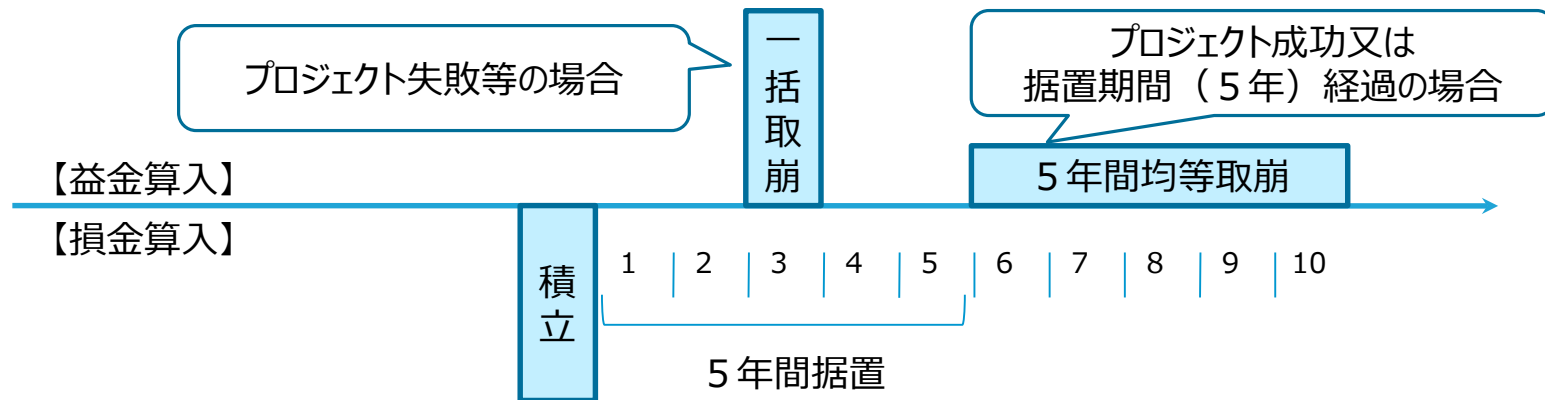 プロジェクト失敗等の場合
一括取崩
プロジェクト成功又は
据置期間（５年）経過の場合
【益金算入】
５年間均等取崩
【損金算入】
積立
1 2 3 4 5 6 7 8 9 10
５年間据置